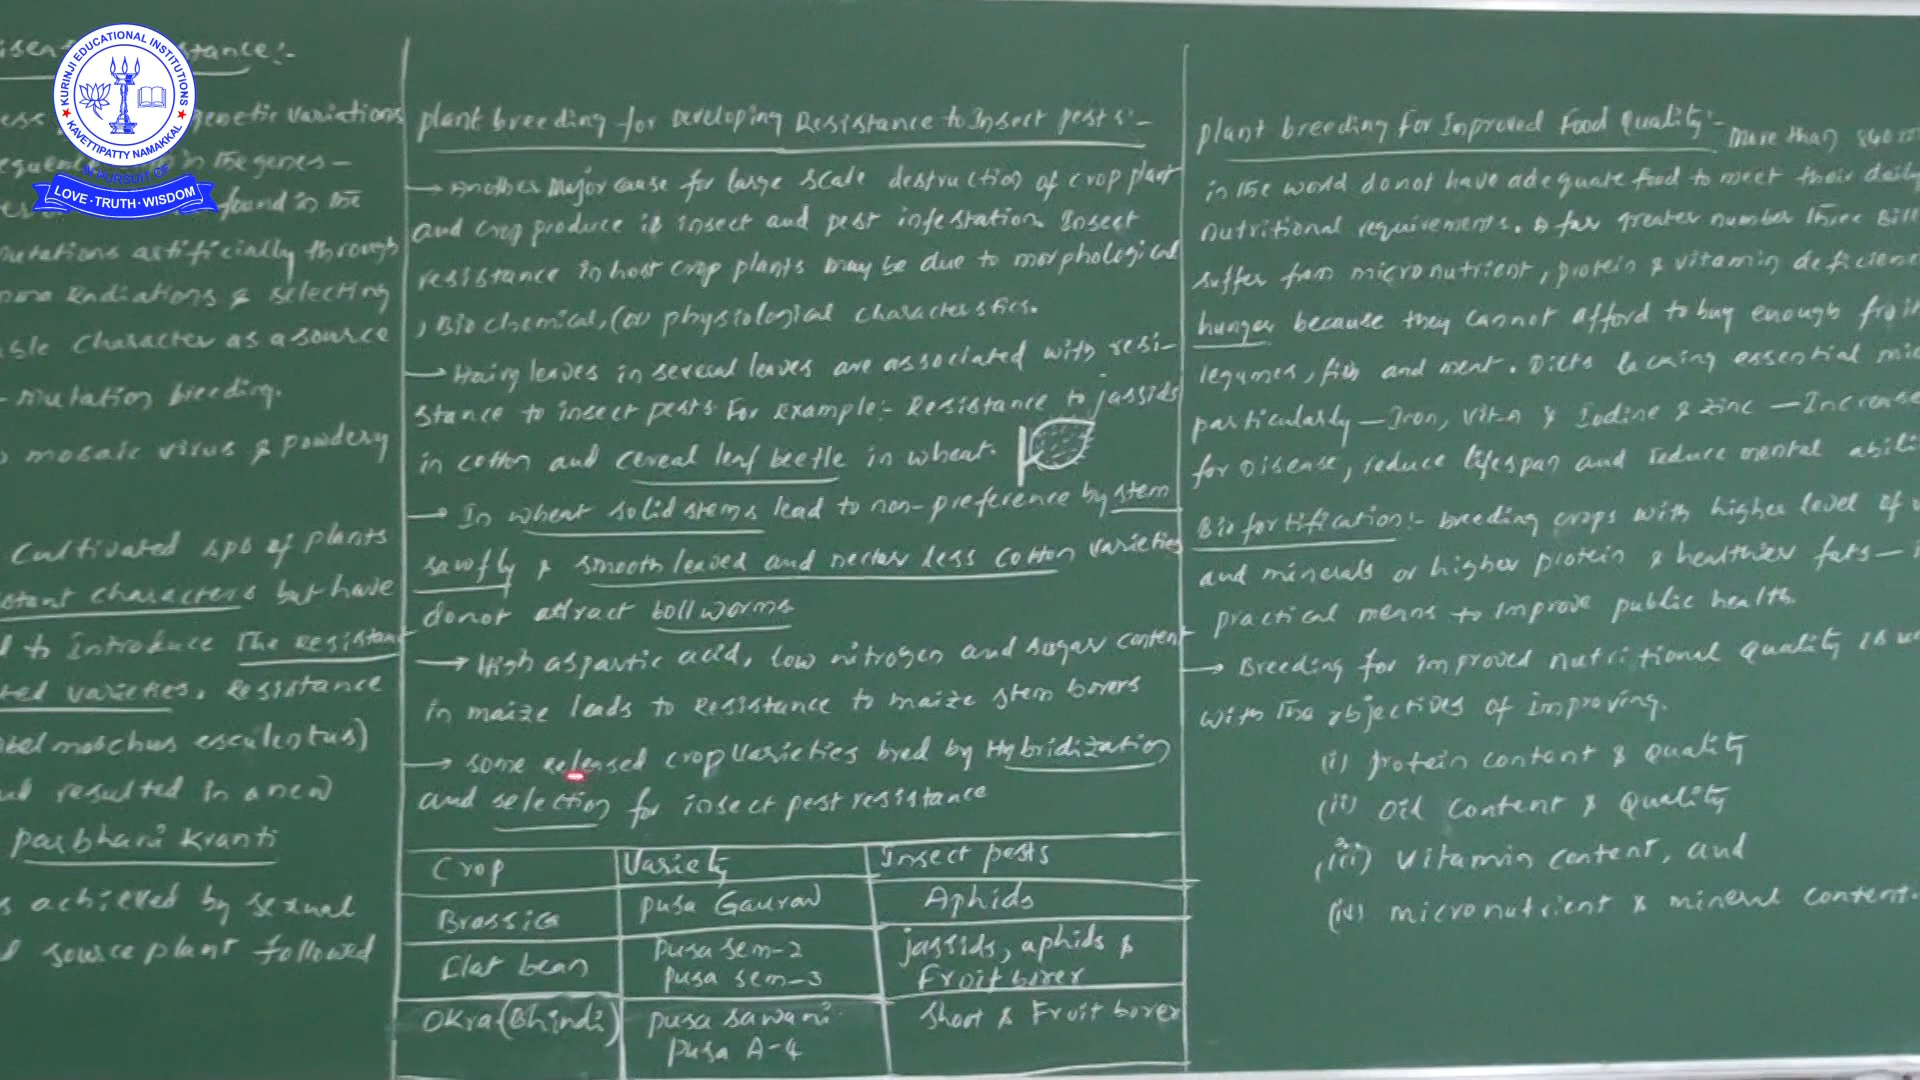 KURINJI EDUCATIONAL INSTITUTIONS
KAVETTIPATTY NAMAKKAL
IN PURSUIT OF
LOVE · TRUTH · WISDOM
genetic variations
in the genes -
found in the
mutations artificially through
Radiations & selecting
Character as a source
- mutation breeding.
mosaic virus & powdery
Cultivated sps of plants
characters but have
to introduce The resistan
varieties. Resistance
esculentus)
resulted in a new
parbhani Kranti
achieved by sexual
source plant followed
plant breeding for Developing Resistance to Insect pests:-
→ Another major cause for large scale destruction of crop plant
and crop produce is insect and pest infestation. Insect
resistance in host crop plants may be due to morphological
, Biochemical, (or) physiological characterstics.
→ Hairy leaves in several leaves are associated with resi-
stance to insect pests. For example:- Resistance to jassids
in cotton and cereal leaf beetle in wheat.
→ In wheat solid stems lead to non-preference by stem
sawfly & smooth leaved and nectar less cotton varieties
donot attract bollworms
→ High aspartic acid, low nitrogen and sugar content
in maize leads to Resistance to maize stem borers
→ some released crop varieties bred by Hybridization
and selection for insect pest resistance
Crop Variety Insect pests
Brassica pusa Gaurav Aphids
Flat bean pusa sem-2 jassids, aphids &
pusa sem-3 Fruit borer
Okra (Bhindi) pusa sawani shoot & Fruit borer
pusa A-4
plant breeding For Improved Food Quality:- More than 840
in the world donot have adequate food to meet their daily
nutritional requirements. A far greater number three Bill
suffer from micronutrient, protein & vitamin deficienc
hunger because they cannot afford to buy enough fruit
legumes, fish and meat. Diets lacking essential mic
particularly - Iron, Vit-A & Iodine & zinc - Increase
for Disease, reduce lifespan and reduce mental abili
Biofortification:- breeding crops with higher level of
and minerals or higher protein & healthier fats -
practical means to improve public health.
→ Breeding for improved nutritional quality is
with the objectives of improving.
(i) protein content & quality
(ii) Oil content & quality
(iii) vitamin content, and
(iv) micronutrient & mineral content.